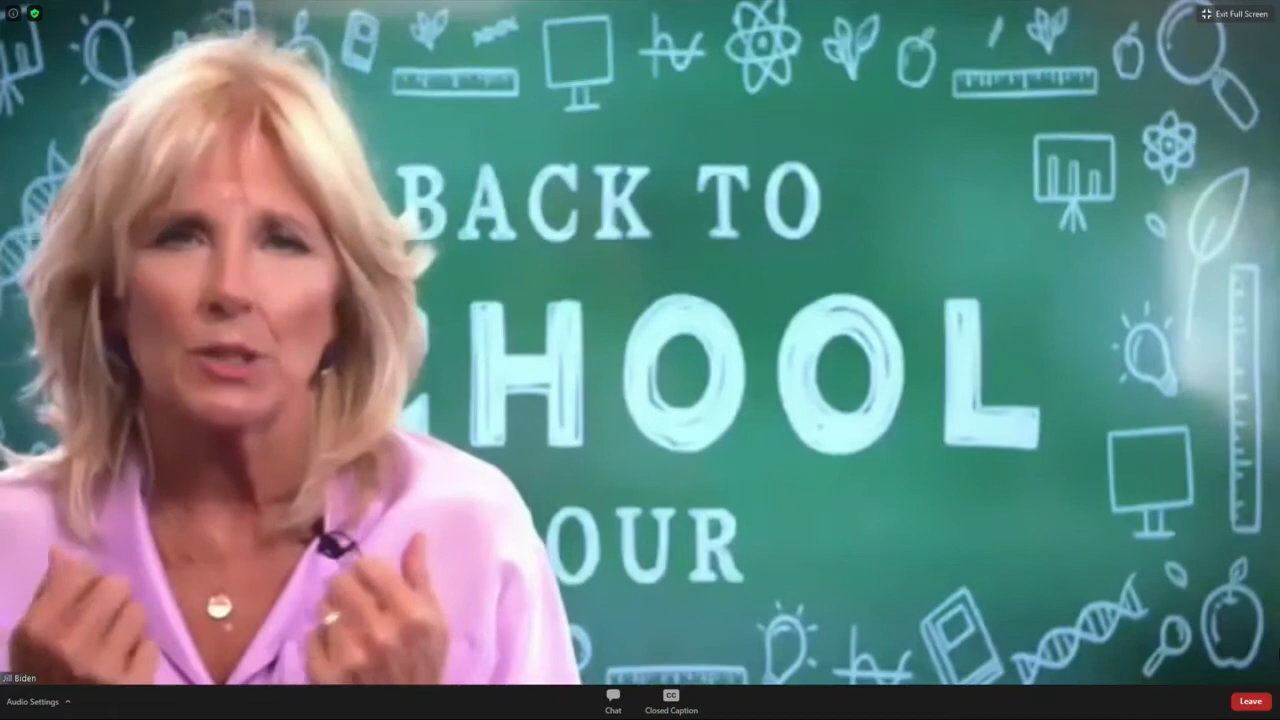 Exit Full Screen
BACK TO
HOOL
OUR
Jill Biden
Audio Settings
Chat
CC
Closed Caption
Leave